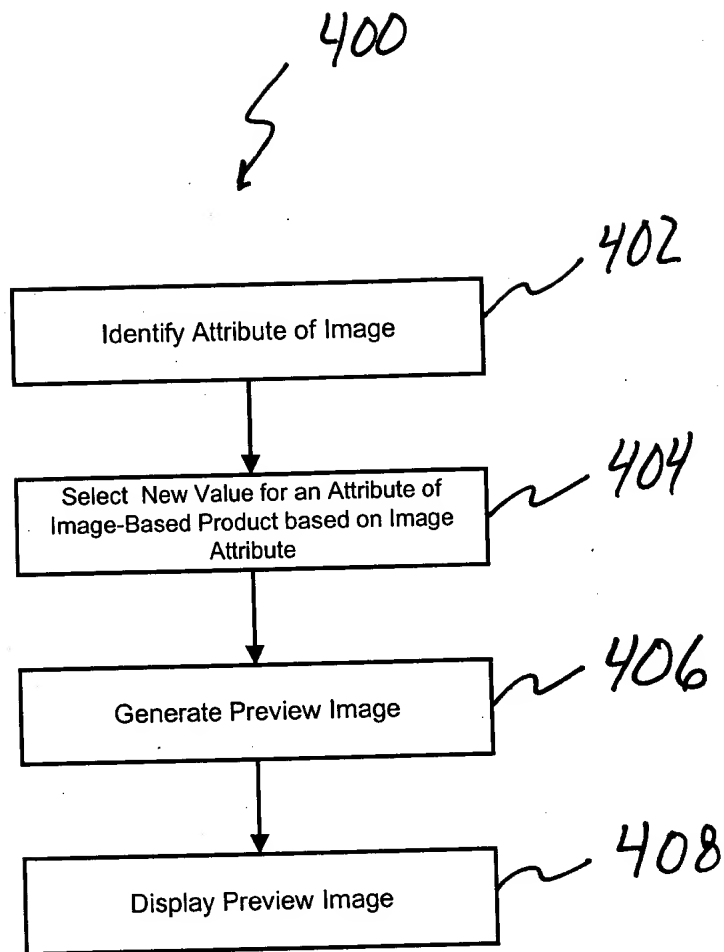 400
402
Identify Attribute of Image
404
Select New Value for an Attribute of
Image-Based Product based on Image
Attribute
406
Generate Preview Image
408
Display Preview Image